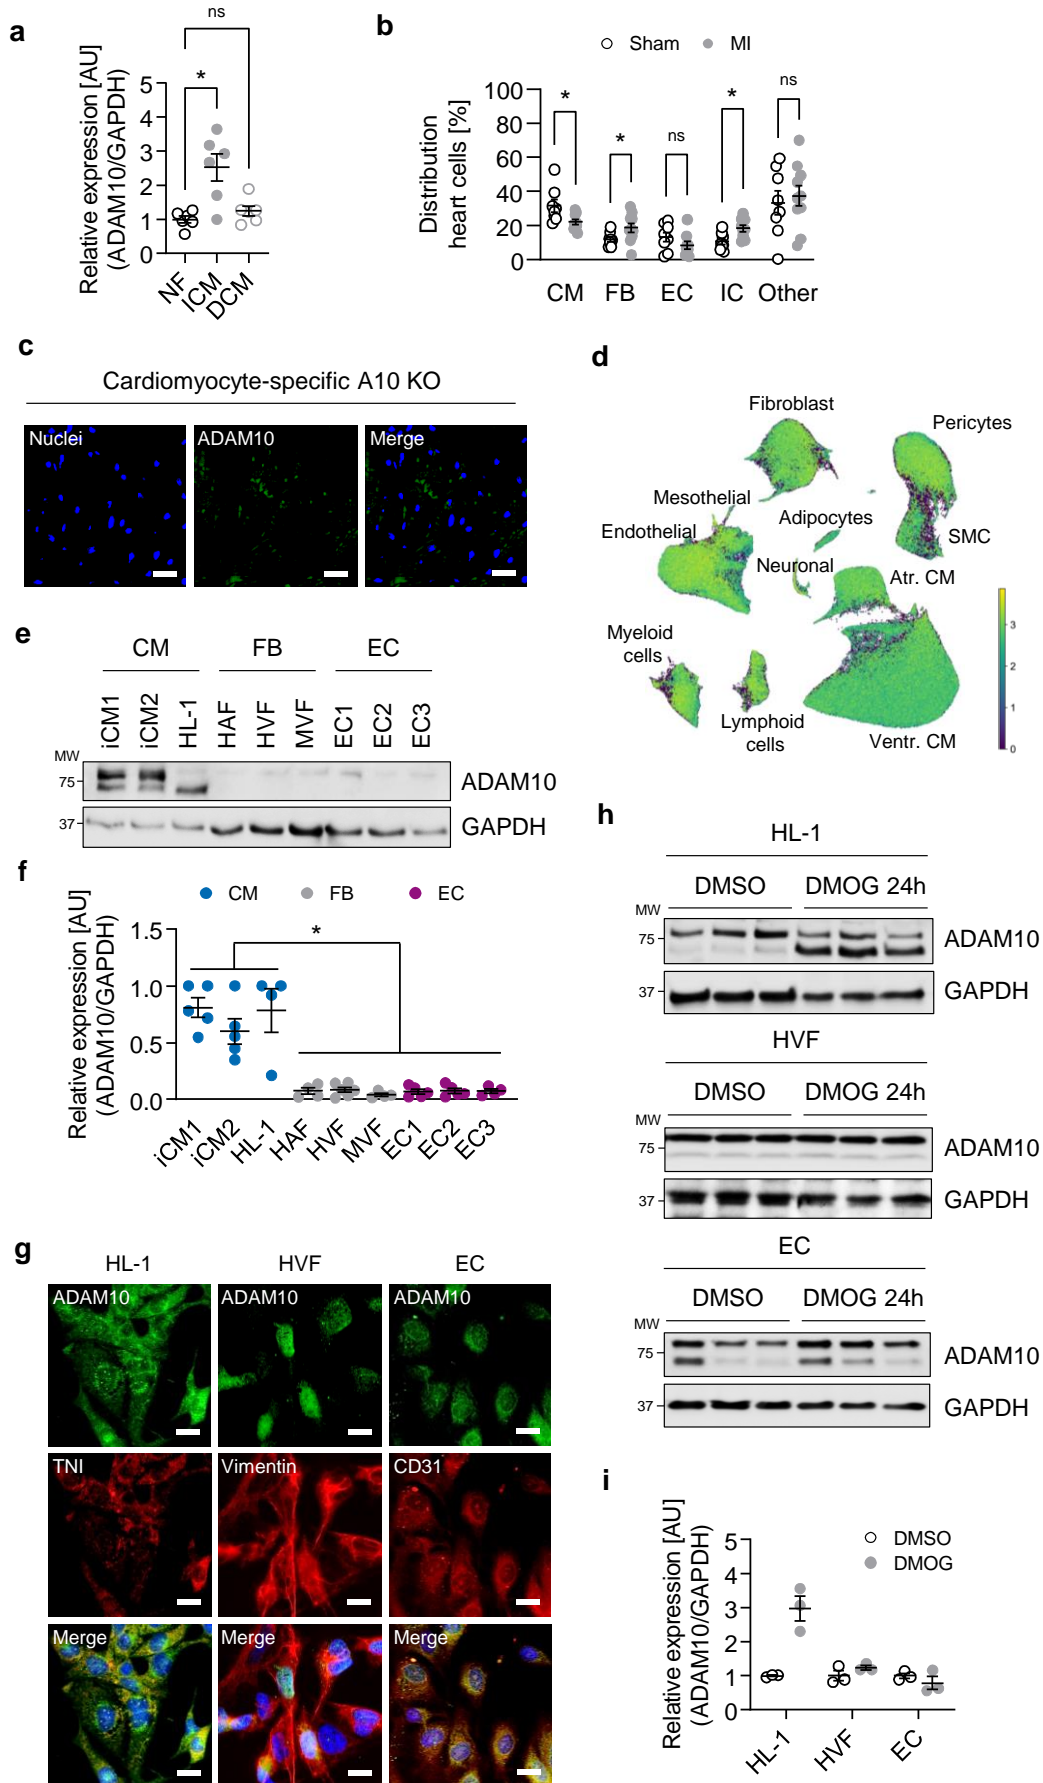 a
ns
*
Relative expression [AU]
(ADAM10/GAPDH)
5
4
3
2
1
0
NF
ICM
DCM
b
Sham
MI
Distribution
heart cells [%]
100
80
60
40
20
0
*
*
ns
*
ns
CM
FB
EC
IC
Other
c
Cardiomyocyte-specific A10 KO
Nuclei
ADAM10
Merge
d
Fibroblast
Pericytes
Mesothelial
Adipocytes
Endothelial
SMC
Neuronal
Atr. CM
Myeloid
cells
Lymphoid
cells
Ventr. CM
3
2
1
0
e
CM
FB
EC
iCM1
iCM2
HL-1
HAF
HVF
MVF
EC1
EC2
EC3
MW
75
ADAM10
37
GAPDH
f
CM
FB
EC
Relative expression [AU]
(ADAM10/GAPDH)
1.5
1.0
0.5
0.0
*
iCM1
iCM2
HL-1
HAF
HVF
MVF
EC1
EC2
EC3
g
HL-1
HVF
EC
ADAM10
ADAM10
ADAM10
TNI
Vimentin
CD31
Merge
Merge
Merge
h
HL-1
DMSO
DMOG 24h
MW
75
ADAM10
37
GAPDH
HVF
DMSO
DMOG 24h
MW
75
ADAM10
37
GAPDH
EC
DMSO
DMOG 24h
MW
75
ADAM10
37
GAPDH
i
Relative expression [AU]
(ADAM10/GAPDH)
5
4
3
2
1
0
DMSO
DMOG
HL-1
HVF
EC